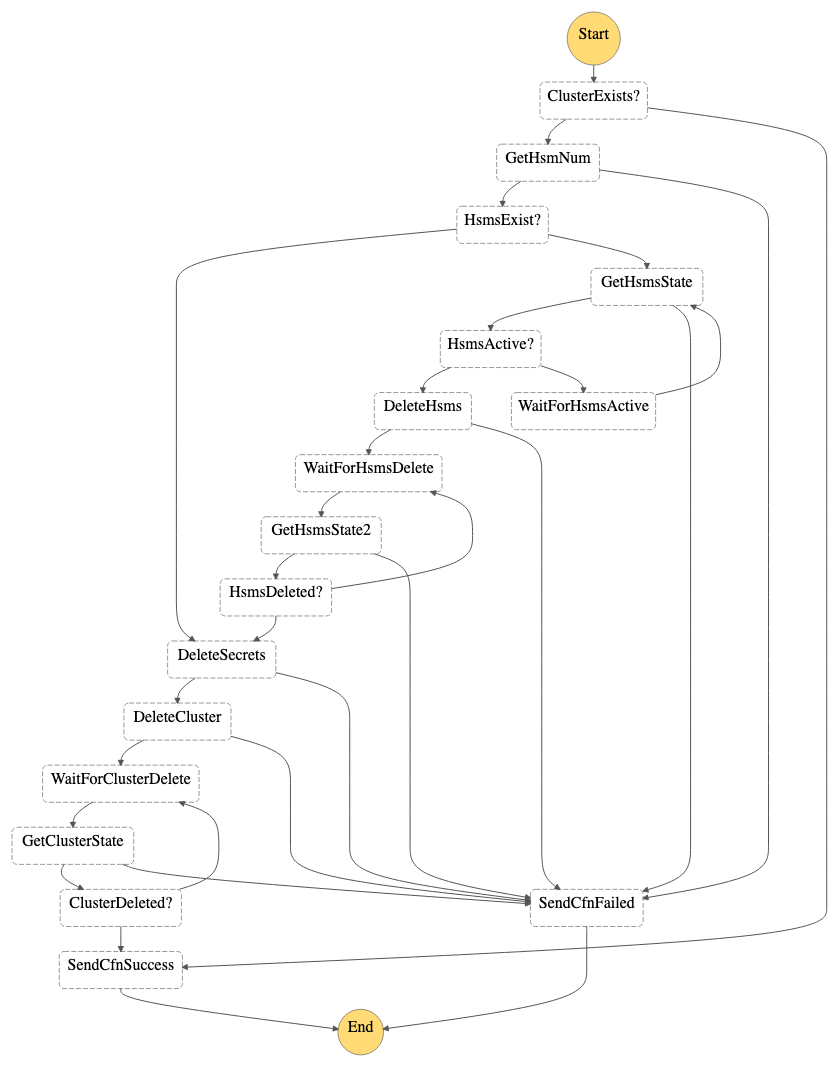 Start
ClusterExists?
GetHsmNum
HsmsExist?
GetHsmsState
HsmsActive?
DeleteHsms
WaitForHsmsActive
WaitForHsmsDelete
GetHsmsState2
HsmsDeleted?
DeleteSecrets
DeleteCluster
WaitForClusterDelete
GetClusterState
ClusterDeleted?
SendCfnFailed
SendCfnSuccess
End